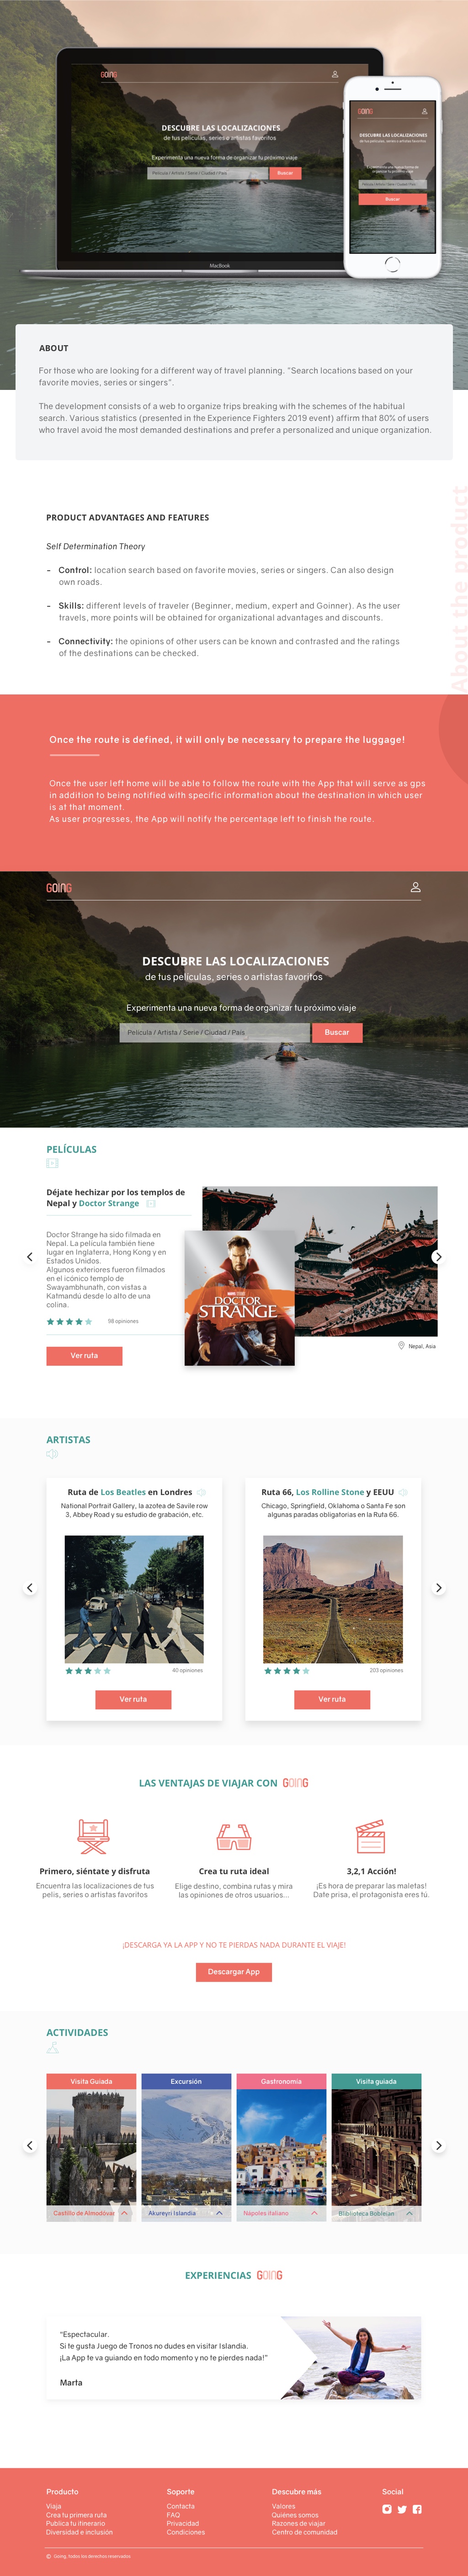 GOING
DESCUBRE LAS LOCALIZACIONES
de tus películas, series o artistas favoritos
Experimenta una nueva forma de organizar tu próximo viaje
Película / Artista / Serie / Ciudad / País
Buscar
MacBook
GOING
DESCUBRE LAS LOCALIZACIONES
de tus películas, series o artistas favoritos
Experimenta una nueva forma de
organizar tu próximo viaje
Buscar
ABOUT
For those who are looking for a different way of travel planning. “Search locations based on your
favorite movies, series or singers”.
The development consists of a web to organize trips breaking with the schemes of the habitual
search. Various statistics (presented in the Experience Fighters 2019 event) affirm that 80% of users
who travel avoid the most demanded destinations and prefer a personalized and unique organization.
About the product
PRODUCT ADVANTAGES AND FEATURES
Self Determination Theory
- Control: location search based on favorite movies, series or singers. Can also design
own roads.
- Skills: different levels of traveler (Beginner, medium, expert and Goinner). As the user
travels, more points will be obtained for organizational advantages and discounts.
- Connectivity: the opinions of other users can be known and contrasted and the ratings
of the destinations can be checked.
Once the route is defined, it will only be necessary to prepare the luggage!
Once the user left home will be able to follow the route with the App that will serve as gps
in addition to being notified with specific information about the destination in which user
is at that moment.
As user progresses, the App will notify the percentage left to finish the route.
GOING
DESCUBRE LAS LOCALIZACIONES
de tus películas, series o artistas favoritos
Experimenta una nueva forma de organizar tu próximo viaje
Película / Artista / Serie / Ciudad / País
Buscar
PELÍCULAS
Déjate hechizar por los templos de
Nepal y Doctor Strange
Doctor Strange ha sido filmada en
Nepal. La película también tiene
lugar en Inglaterra, Hong Kong y en
Estados Unidos.
Algunos exteriores fueron filmados
en el icónico templo de
Swayambhunath, con vistas a
Katmandú desde lo alto de una
colina.
98 opiniones
Ver ruta
DOCTOR
STRANGE
Nepal, Asia
ARTISTAS
Ruta de Los Beatles en Londres
National Portrait Gallery, la azotea de Savile row
3, Abbey Road y su estudio de grabación, etc.
40 opiniones
Ver ruta
Ruta 66, Los Rolline Stone y EEUU
Chicago, Springfield, Oklahoma o Santa Fe son
algunas paradas obligatorias en la Ruta 66.
203 opiniones
Ver ruta
LAS VENTAJAS DE VIAJAR CON GOING
Primero, siéntate y disfruta
Encuentra las localizaciones de tus
pelis, series o artistas favoritos
Crea tu ruta ideal
Elige destino, combina rutas y mira
las opiniones de otros usuarios...
3,2,1 Acción!
¡Es hora de preparar las maletas!
Date prisa, el protagonista eres tú.
¡DESCARGA YA LA APP Y NO TE PIERDAS NADA DURANTE EL VIAJE!
Descargar App
ACTIVIDADES
Visita Guiada
Castillo de Almodóvar
Excursión
Akureyri Islandia
Gastronomia
Napoles italiano
Visita guiada
Biblioteca Bobleian
EXPERIENCIAS GOING
“Espectacular.
Si te gusta Juego de Tronos no dudes en visitar Islandia.
¡La App te va guiando en todo momento y no te pierdes nada!”
Marta
Producto
Viaja
Crea tu primera ruta
Publica tu itinerario
Diversidad e inclusión
Soporte
Contacta
FAQ
Privacidad
Condiciones
Descubre más
Valores
Quiénes somos
Razones de viajar
Centro de comunidad
Social
© Going, todos los derechos reservados